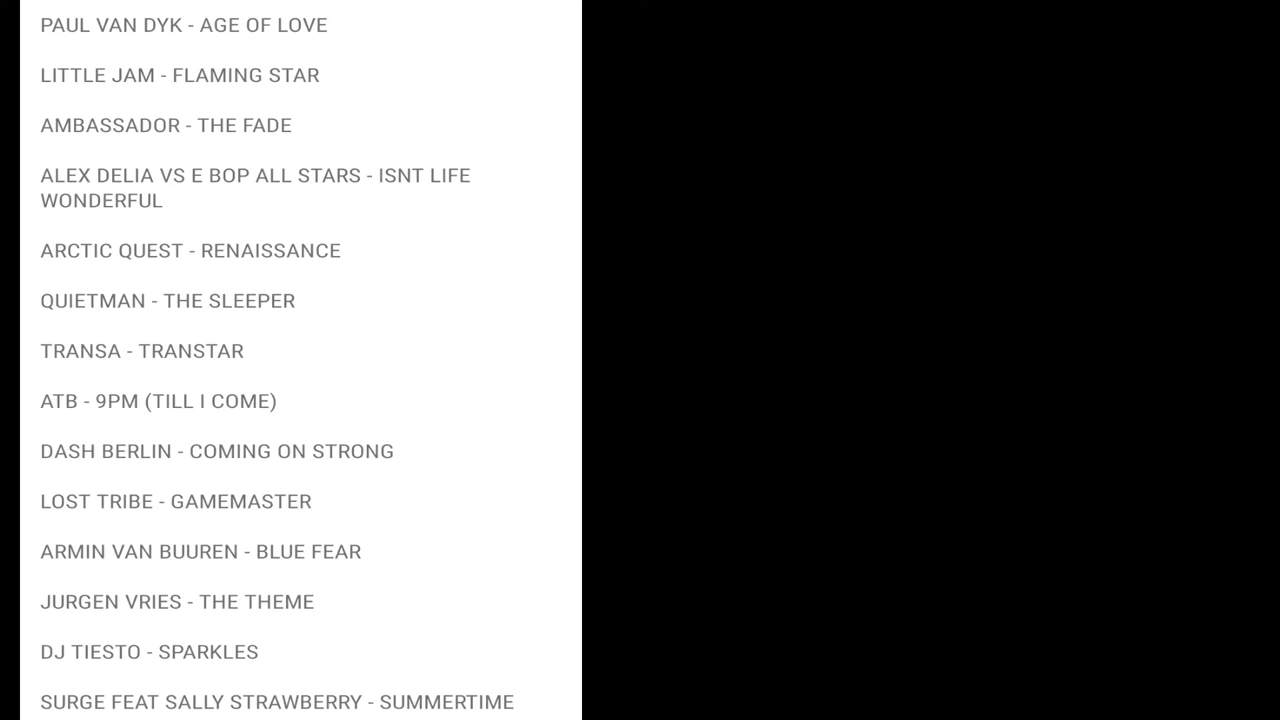 PAUL VAN DYK - AGE OF LOVE
LITTLE JAM - FLAMING STAR
AMBASSADOR - THE FADE
ALEX DELIA VS E BOP ALL STARS - ISNT LIFE
WONDERFUL
ARCTIC QUEST - RENAISSANCE
QUIETMAN - THE SLEEPER
TRANSA - TRANSTAR
ATB - 9PM (TILL I COME)
DASH BERLIN - COMING ON STRONG
LOST TRIBE - GAMEMASTER
ARMIN VAN BUUREN - BLUE FEAR
JURGEN VRIES - THE THEME
DJ TIESTO - SPARKLES
SURGE FEAT SALLY STRAWBERRY - SUMMERTIME